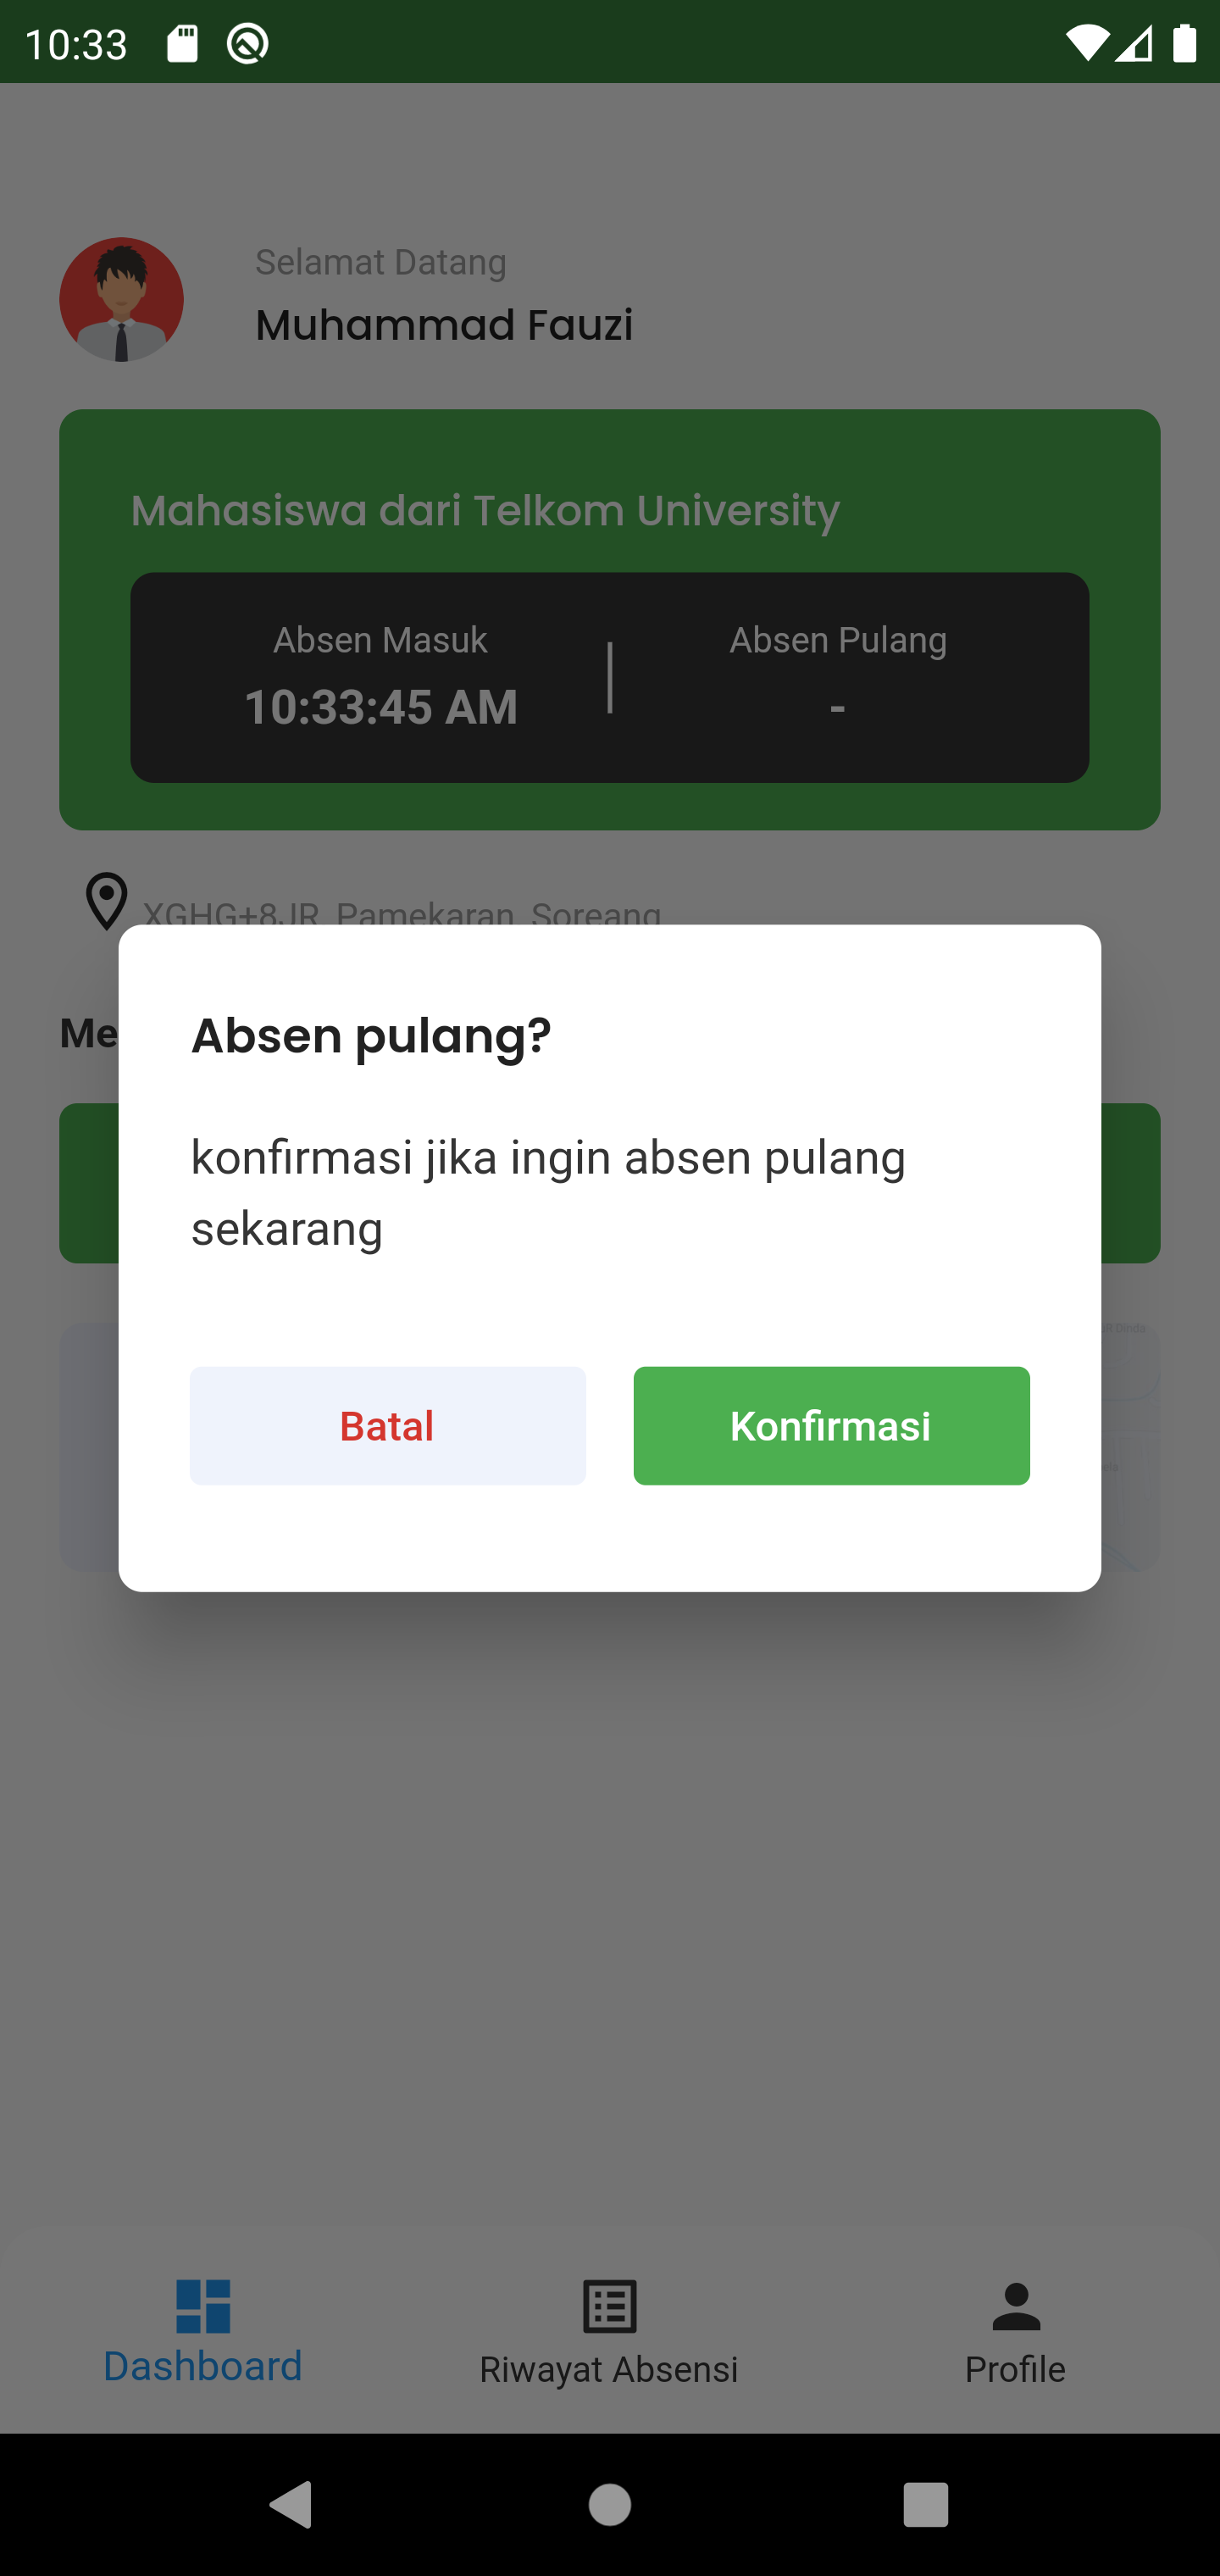 10:33
Selamat Datang
Muhammad Fauzi
Mahasiswa dari Telkom University
Absen Masuk
Absen Pulang
10:33:45 AM
-
XGHG+8JR, Pamekaran, Soreang
Me
Absen pulang?
konfirmasi jika ingin absen pulang
sekarang
Batal
Konfirmasi
Dashboard
Riwayat Absensi
Profile